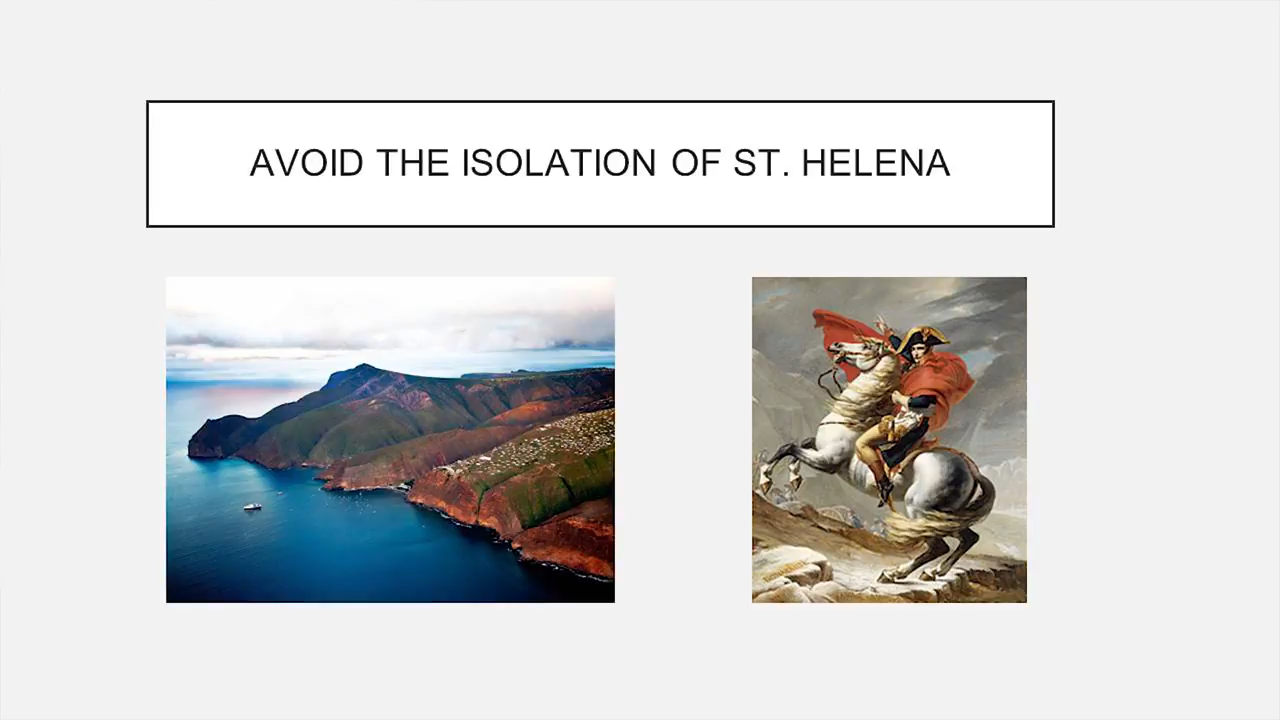 AVOID THE ISOLATION OF ST. HELENA